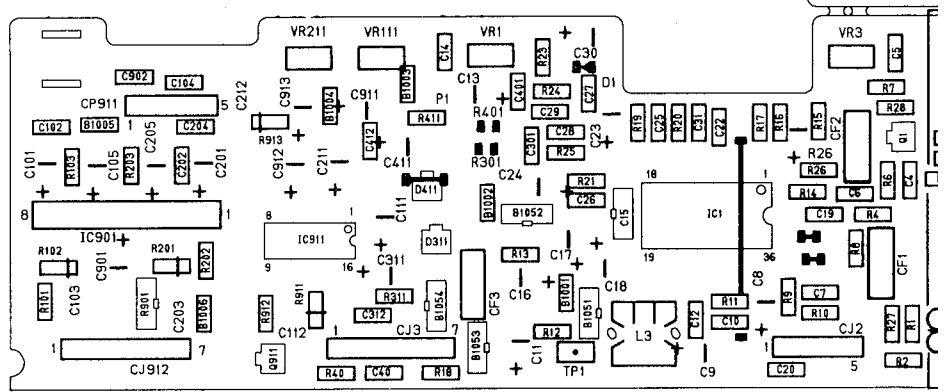 VR211
VR111
VR1
VR3
C14
R23
C30
C5
C902
C104
C212
C913
B1004
C911
B1003
C13
C401
R24
C27
D1
R7
CP911
5
P1
R401
C29
R28
C102
B1005
1
C205
C204
R913
C412
R411
C28
C23
R19
C25
R20
C31
C22
R17
R16
R15
CF2
Q1
C101
R103
C105
R203
C202
C201
C912
C211
C411
R301
C301
R25
R26
R26
C24
R21
18
1
R14
C6
R6
C4
D411
B1002
C26
8
1
C111
B1052
C15
IC1
C19
R4
IC901
8
1
IC911
D311
R102
R201
R202
9
16
C311
R13
C17
19
36
R8
CF1
C901
C18
C8
R101
C103
R901
C203
B1006
R912
R911
R311
C312
B1054
CF3
C16
B1001
B1051
R11
R9
C7
C10
R10
C112
1
CJ3
7
B1053
C11
R12
L3
C12
R27
R1
1
7
CJ912
Q911
TP1
C9
1
CJ2
5
R2
R40
C40
R18
C20